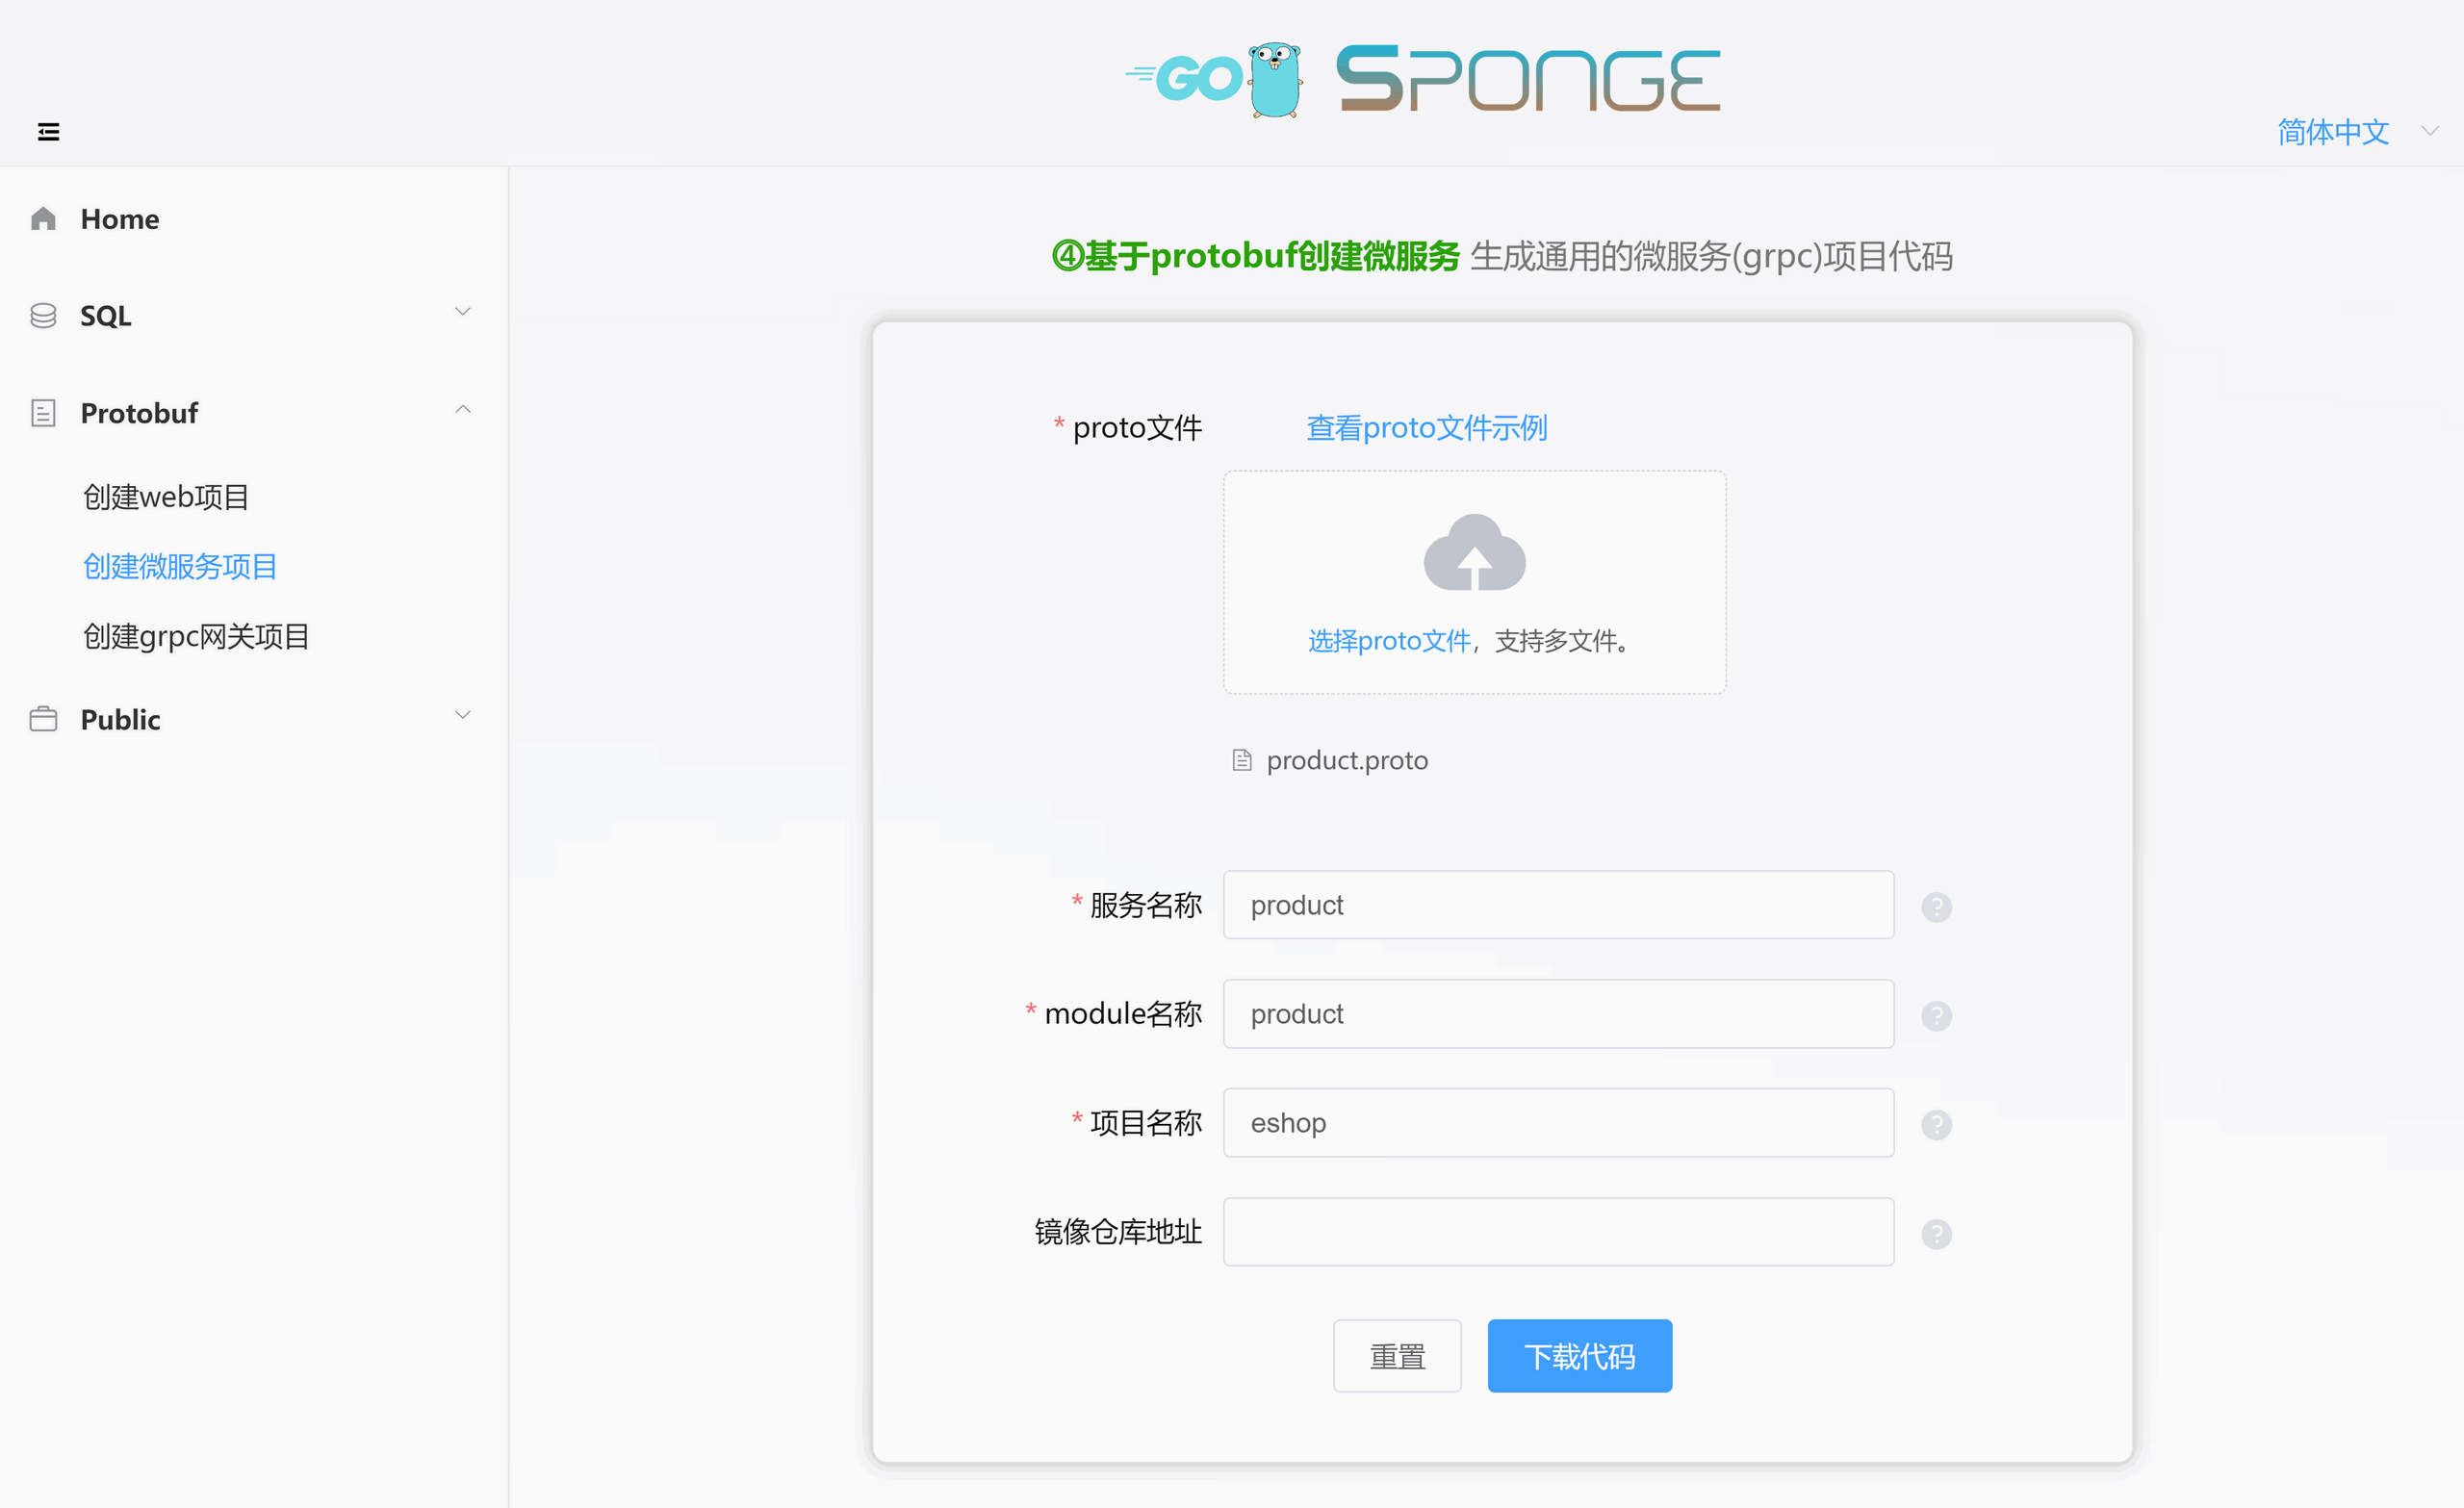 GO SPONGE
简体中文
Home
SQL
Protobuf
创建web项目
创建微服务项目
创建grpc网关项目
Public
④基于protobuf创建微服务 生成通用的微服务(grpc)项目代码
* proto文件 查看proto文件示例
选择proto文件，支持多文件。
product.proto
* 服务名称 product ?
* module名称 product ?
* 项目名称 eshop ?
镜像仓库地址 ?
重置 下载代码